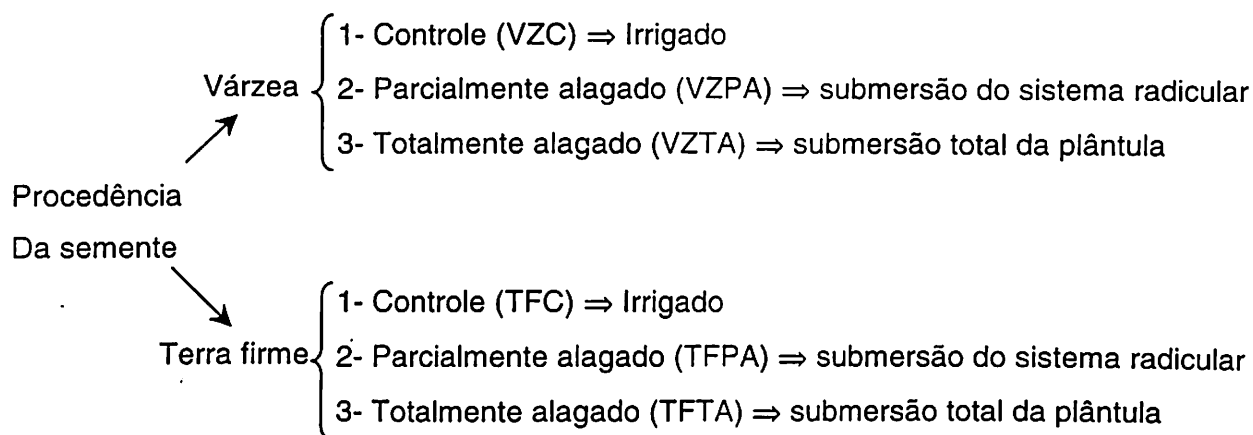 1- Controle (VZC) ⇒ Irrigado
Várzea
2- Parcialmente alagado (VZPA) ⇒ submersão do sistema radicular
3- Totalmente alagado (VZTA) ⇒ submersão total da plântula
Procedência
Da semente
1- Controle (TFC) ⇒ Irrigado
Terra firme
2- Parcialmente alagado (TFPA) ⇒ submersão do sistema radicular
3- Totalmente alagado (TFTA) ⇒ submersão total da plântula